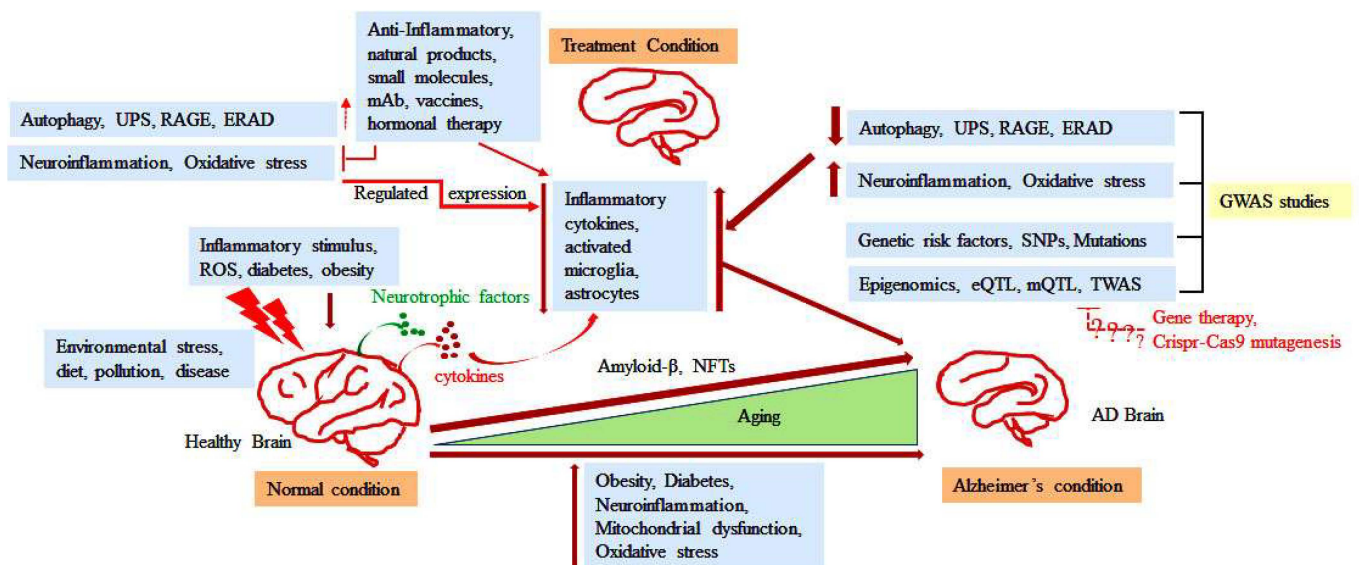 Anti-Inflammatory,
natural products,
small molecules,
mAb, vaccines,
hormonal therapy
Treatment Condition
Autophagy, UPS, RAGE, ERAD
Neuroinflammation, Oxidative stress
Regulated expression
Inflammatory
cytokines,
activated
microglia,
astrocytes
Autophagy, UPS, RAGE, ERAD
Neuroinflammation, Oxidative stress
Genetic risk factors, SNPs, Mutations
Epigenomics, eQTL, mQTL, TWAS
GWAS studies
? ? ? ?
Gene therapy,
Crispr-Cas9 mutagenesis
Inflammatory stimulus,
ROS, diabetes, obesity
Neurotrophic factors
Environmental stress,
diet, pollution, disease
cytokines
Amyloid-β, NFTs
Aging
Healthy Brain
AD Brain
Normal condition
Obesity, Diabetes,
Neuroinflammation,
Mitochondrial dysfunction,
Oxidative stress
Alzheimer's condition